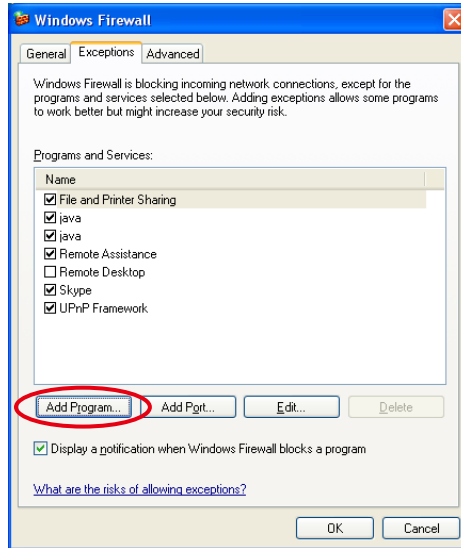 Windows Firewall
General Exceptions Advanced
Windows Firewall is blocking incoming network connections, except for the
programs and services selected below. Adding exceptions allows some programs
to work better but might increase your security risk.
Programs and Services:
Name
File and Printer Sharing
java
java
Remote Assistance
Remote Desktop
Skype
UPnP Framework
Add Program... Add Port... Edit... Delete
Display a notification when Windows Firewall blocks a program
What are the risks of allowing exceptions?
OK Cancel